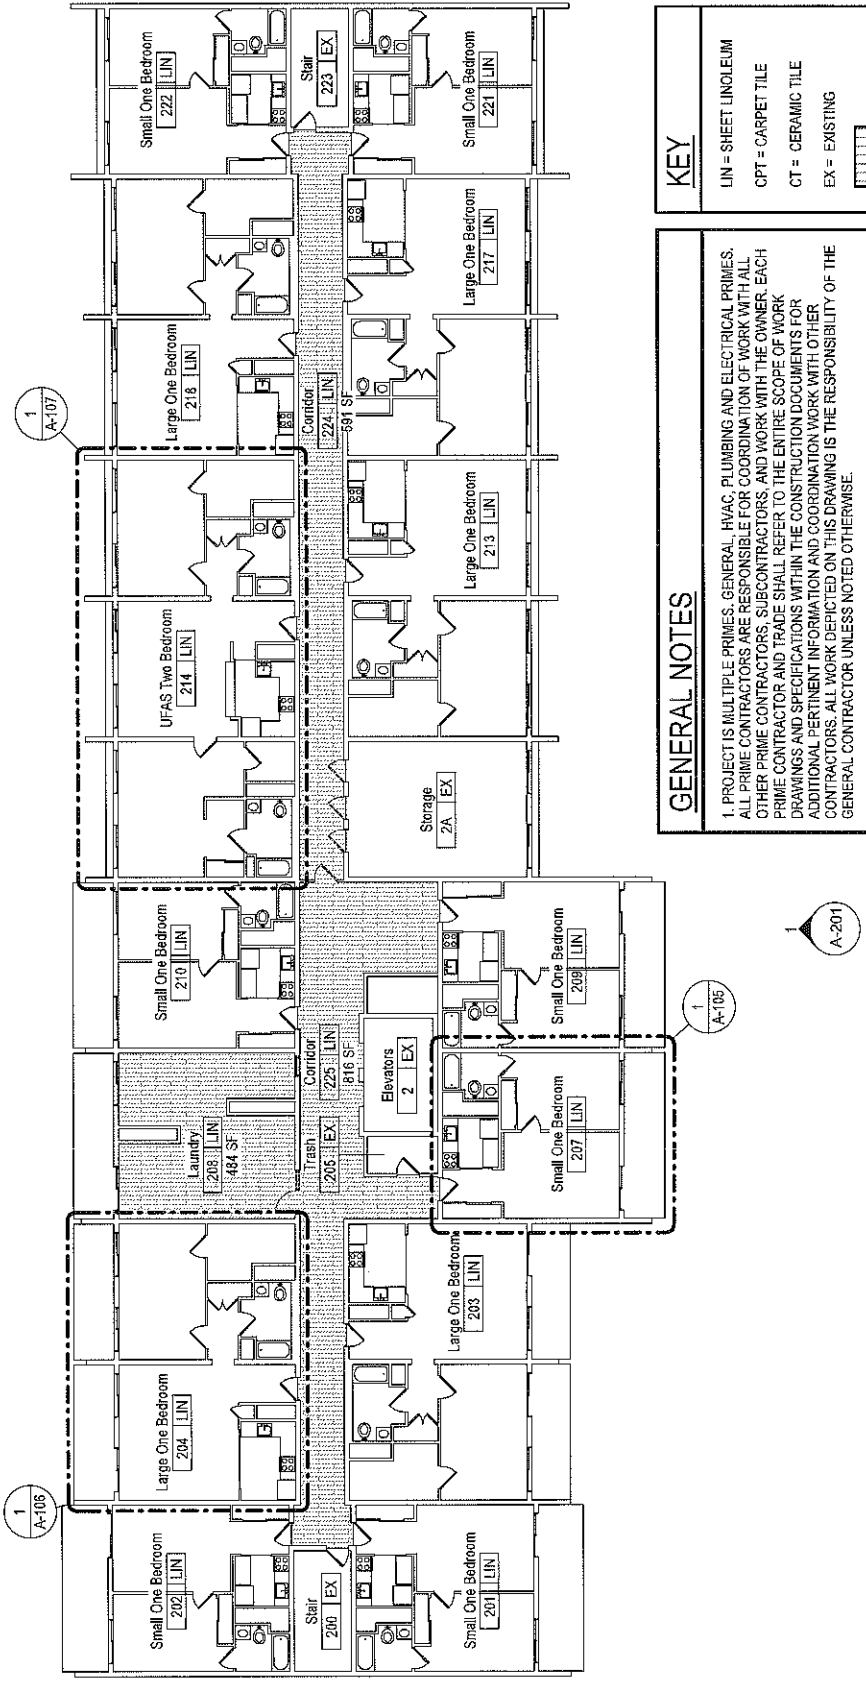 1
A-106
1
A-107
Small One Bedroom
202 LIN
Large One Bedroom
204 LIN
Laundry
208 LIN
484 SF
Small One Bedroom
210 LIN
UFAS Two Bedroom
214 LIN
Large One Bedroom
218 LIN
Small One Bedroom
222 LIN
Stair
200 EX
Trash
205 EX
Corridor
225 LIN
816 SF
Corridor
224 LIN
591 SF
Stair
223 EX
Elevators
2 EX
Storage
2A EX
Small One Bedroom
201 LIN
Large One Bedroom
203 LIN
Small One Bedroom
207 LIN
Small One Bedroom
209 LIN
Large One Bedroom
213 LIN
Large One Bedroom
217 LIN
Small One Bedroom
221 LIN
1
A-105
1
A-201
GENERAL NOTES
1. PROJECT IS MULTIPLE PRIMES. GENERAL, HVAC, PLUMBING AND ELECTRICAL PRIMES.
ALL PRIME CONTRACTORS ARE RESPONSIBLE FOR COORDINATION OF WORK WITH ALL
OTHER PRIME CONTRACTORS, SUBCONTRACTORS, AND WORK WITH THE OWNER. EACH
PRIME CONTRACTOR AND TRADE SHALL REFER TO THE ENTIRE SCOPE OF WORK
DRAWINGS AND SPECIFICATIONS WITHIN THE CONSTRUCTION DOCUMENTS FOR
ADDITIONAL PERTINENT INFORMATION AND COORDINATION WORK WITH OTHER
CONTRACTORS. ALL WORK DEPICTED ON THIS DRAWING IS THE RESPONSIBILITY OF THE
GENERAL CONTRACTOR UNLESS NOTED OTHERWISE.
KEY
LIN = SHEET LINOLEUM
CPT = CARPET TILE
CT = CERAMIC TILE
EX = EXISTING